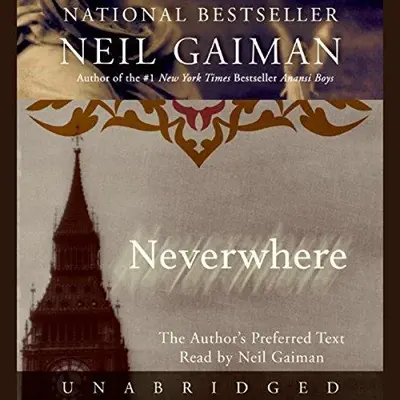 NATIONAL BESTSELLER
NEIL GAIMAN
Author of the #1 New York Times Bestseller Anansi Boys
Neverwhere
The Author's Preferred Text
Read by Neil Gaiman
UNABRIDGED